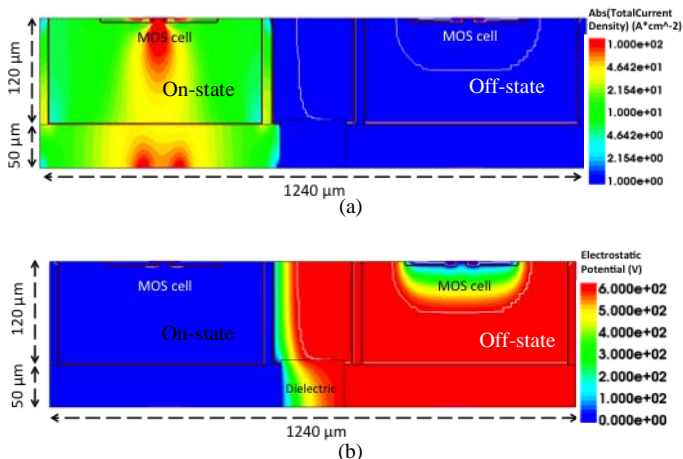 Abs(TotalCurrent
Density) (A*cm^-2)
MOS cell
MOS cell
1.000e+02
4.642e+01
2.154e+01
1.000e+01
4.642e+00
2.154e+00
1.000e+00
On-state
Off-state
120 µm
50 µm
1240 µm
(a)
Electrostatic
Potential (V)
MOS cell
MOS cell
6.000e+02
5.000e+02
4.000e+02
3.000e+02
2.000e+02
1.000e+02
0.000e+00
On-state
Off-state
Dielectric
120 µm
50 µm
1240 µm
(b)